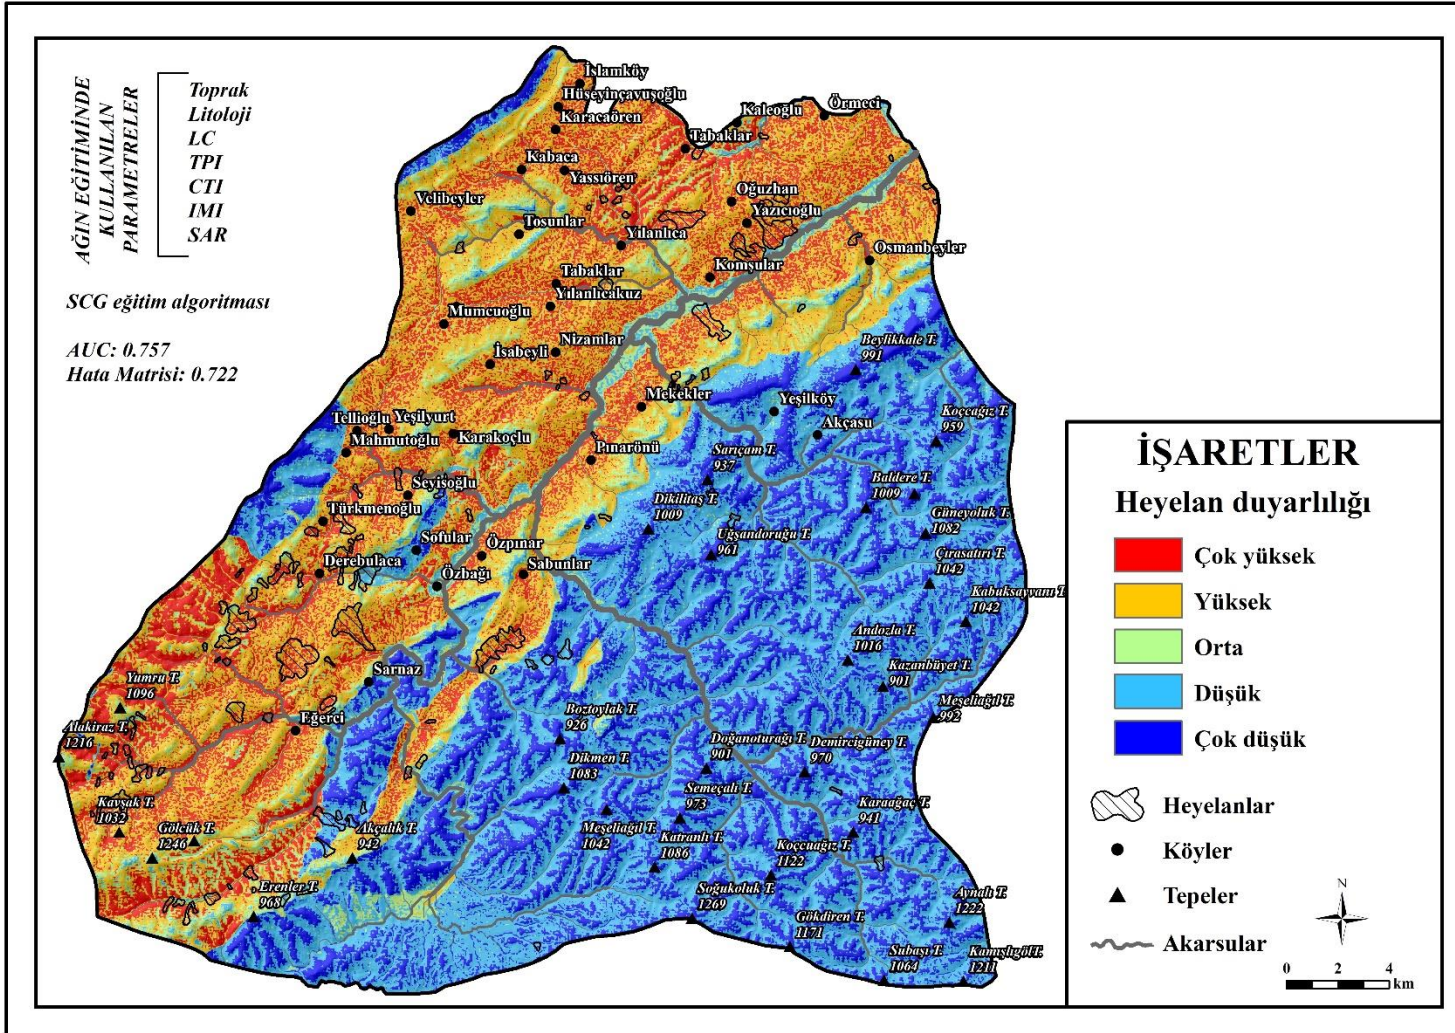 AĞIN EĞİTİMİNDE
KULLANILAN
PARAMETRELER
Toprak
Litoloji
LC
TPI
CTI
IMI
SAR
SCG eğitim algoritması
AUC: 0.757
Hata Matrisi: 0.722
İslamköy
Hüseyinçavuşoğlu
Karacaören
Kaleoğlu
Örmeci
Tabaklar
Kabaca
Yassıören
Velibeyler
Oğuzhan
Yazıcıoğlu
Tosunlar
Yılanlıca
Osmanbeyler
Komşular
Tabaklar
Yılanlıcakuz
Mumcuoğlu
Nizamlar
İsabeyli
Beylikkale T.
991
Mekekler
Yeşilköy
Koçcağız T.
959
Tellioğlu
Yeşilyurt
Mahmutoğlu
Karakoçlu
Akçasu
Pınarönü
Sarıçam T.
937
Seyisoğlu
Baldere T.
1009
Dikilitaş T.
1009
Türkmenoğlu
Güneyoluk T.
1082
Uğşandoruğu T.
961
Sofular
Özpınar
Çırasatırı T.
1042
Derebulaca
Sabunlar
Özbağı
Kabuksayvanı T.
1042
Andozla T.
1016
Kazanbüyet T.
901
Sarnaz
Yumru T.
1096
Meşeliağıl T.
992
Boztoylak T.
926
Alakiraz T.
1216
Eğerci
Doğanoturağı T.
901
Demircigüney T.
970
Dikmen T.
1083
Semeçalı T.
973
Kavşak T.
1032
Karaağaç T.
941
Gölcük T.
1246
Akçalık T.
942
Meşeliağıl T.
1042
Katranlı T.
1086
Koçcuağız T.
1122
Erenler T.
968
Soğukoluk T.
1269
Aynalı T.
1222
Gökdiren T.
1171
Subaşı T.
1064
Kamışlıgöl T.
1211
İŞARETLER
Heyelan duyarlılığı
Çok yüksek
Yüksek
Orta
Düşük
Çok düşük
Heyelanlar
Köyler
Tepeler
Akarsular
N
0 2 4
km